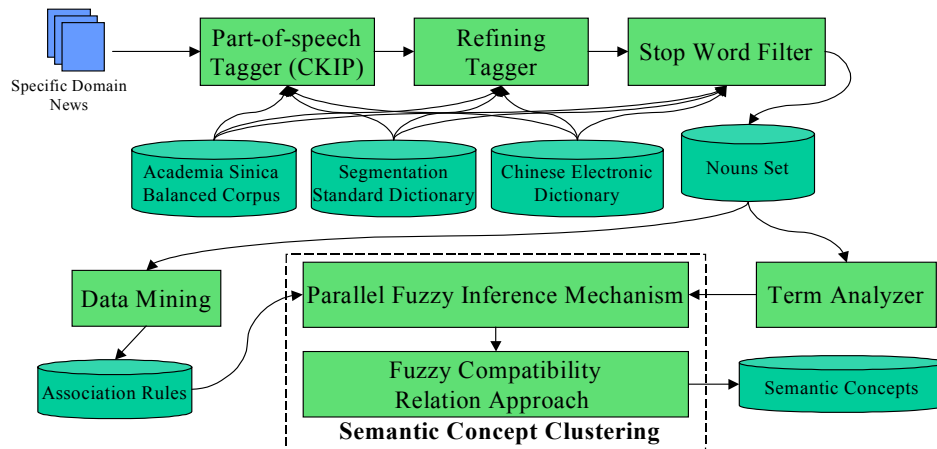 Part-of-speech
Tagger (CKIP)
Refining
Tagger
Stop Word Filter
Specific Domain
News
Academia Sinica
Balanced Corpus
Segmentation
Standard Dictionary
Chinese Electronic
Dictionary
Nouns Set
Data Mining
Parallel Fuzzy Inference Mechanism
Term Analyzer
Association Rules
Fuzzy Compatibility
Relation Approach
Semantic Concepts
Semantic Concept Clustering